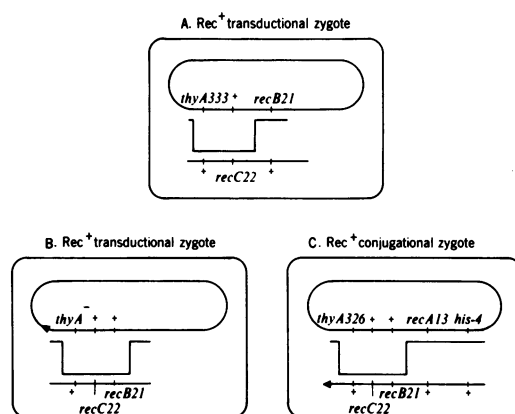 A. Rec⁺ transductional zygote
thyA333 + recB21
+ recC22 +
B. Rec⁺ transductional zygote
thyA⁻ + +
+ recB21
recC22
C. Rec⁺ conjugational zygote
thyA326 + + recA13 his-4
+ recB21 + +
recC22